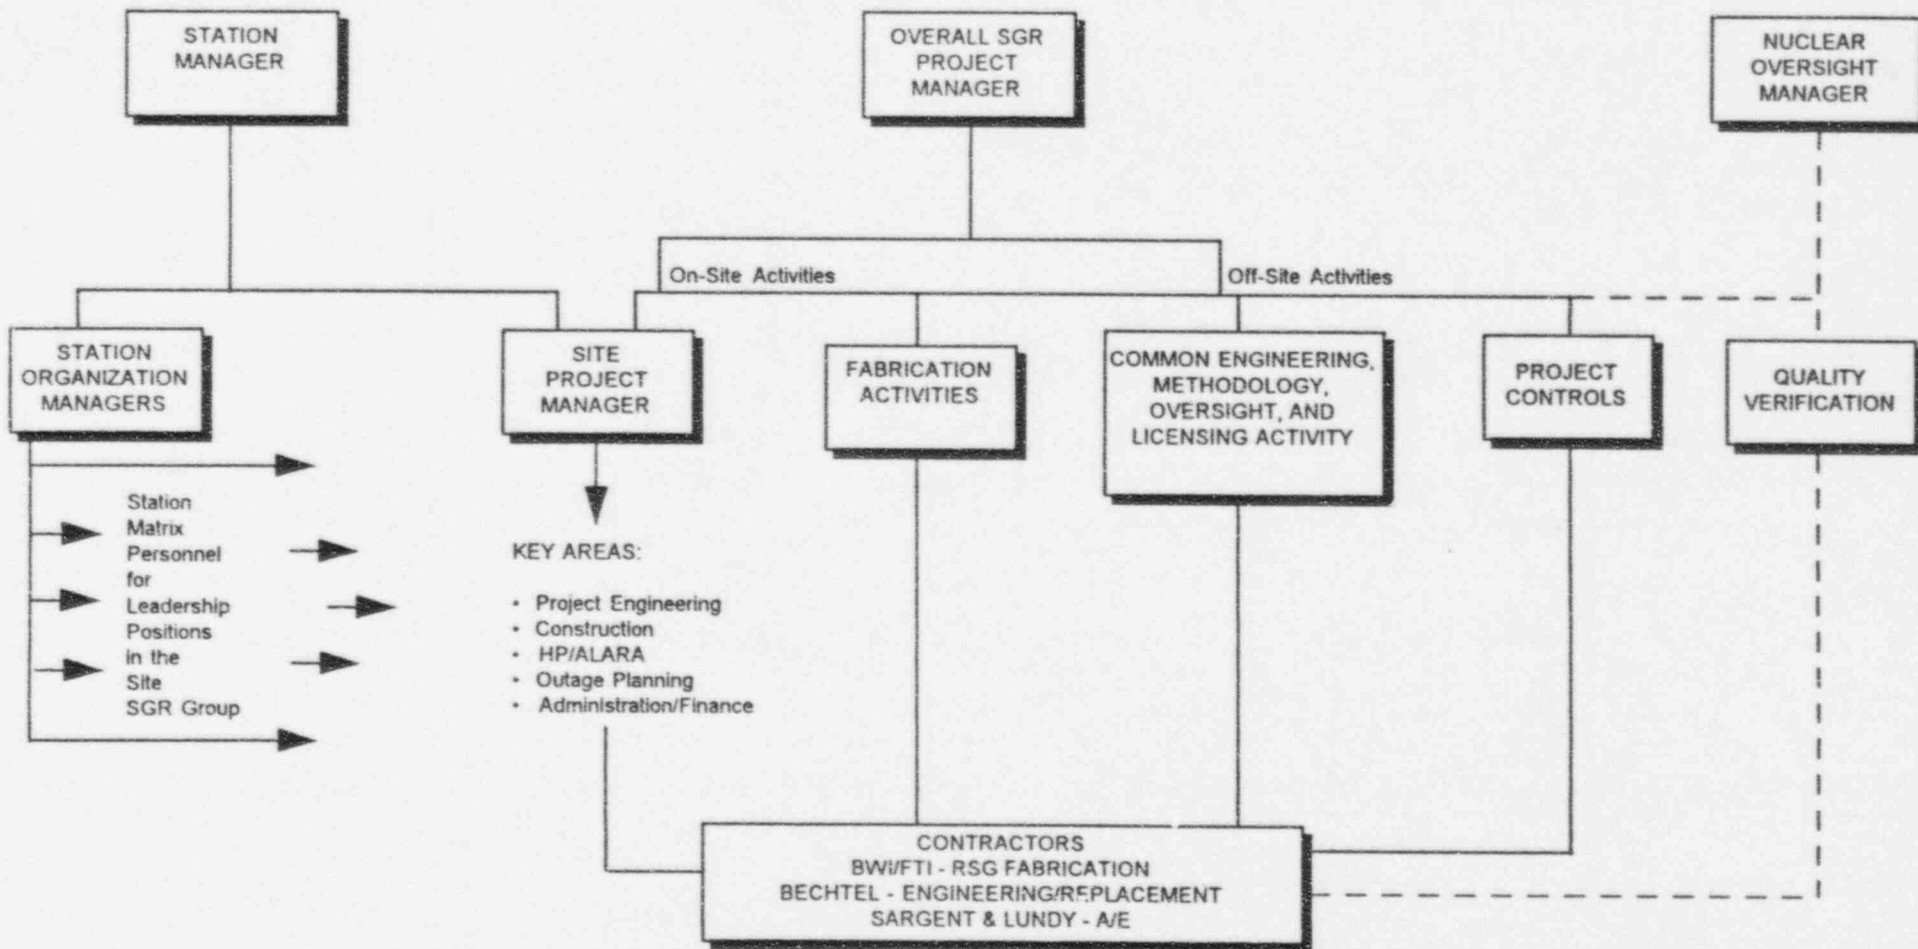 STATION
MANAGER
OVERALL SGR
PROJECT
MANAGER
NUCLEAR
OVERSIGHT
MANAGER
On-Site Activities
Off-Site Activities
STATION
ORGANIZATION
MANAGERS
SITE
PROJECT
MANAGER
FABRICATION
ACTIVITIES
COMMON ENGINEERING,
METHODOLOGY,
OVERSIGHT, AND
LICENSING ACTIVITY
PROJECT
CONTROLS
QUALITY
VERIFICATION
Station
Matrix
Personnel
for
Leadership
Positions
in the
Site
SGR Group
KEY AREAS:
• Project Engineering
• Construction
• HP/ALARA
• Outage Planning
• Administration/Finance
CONTRACTORS
BWI/FTI - RSG FABRICATION
BECHTEL - ENGINEERING/REPLACEMENT
SARGENT & LUNDY - A/E